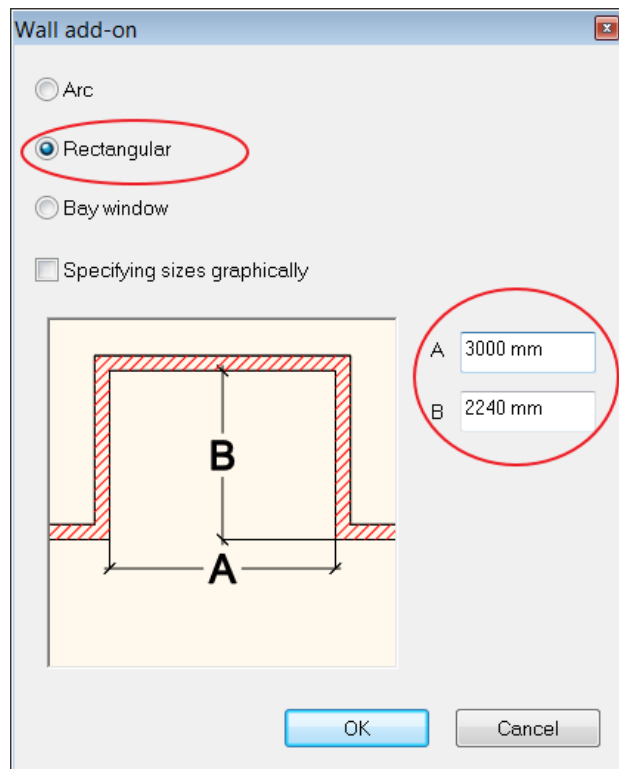 Wall add-on
Arc
Rectangular
Bay window
Specifying sizes graphically
A 3000 mm
B 2240 mm
B
A
OK Cancel